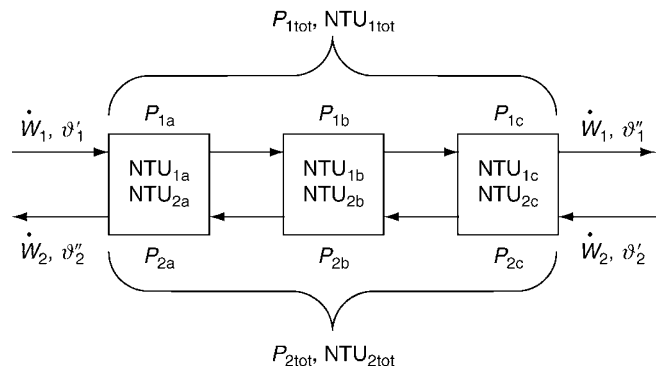 P1tot, NTU1tot
P1a P1b P1c
Ẇ1, ϑ′1 Ẇ1, ϑ″1
NTU1a NTU1b NTU1c
NTU2a NTU2b NTU2c
Ẇ2, ϑ″2 Ẇ2, ϑ′2
P2a P2b P2c
P2tot, NTU2tot